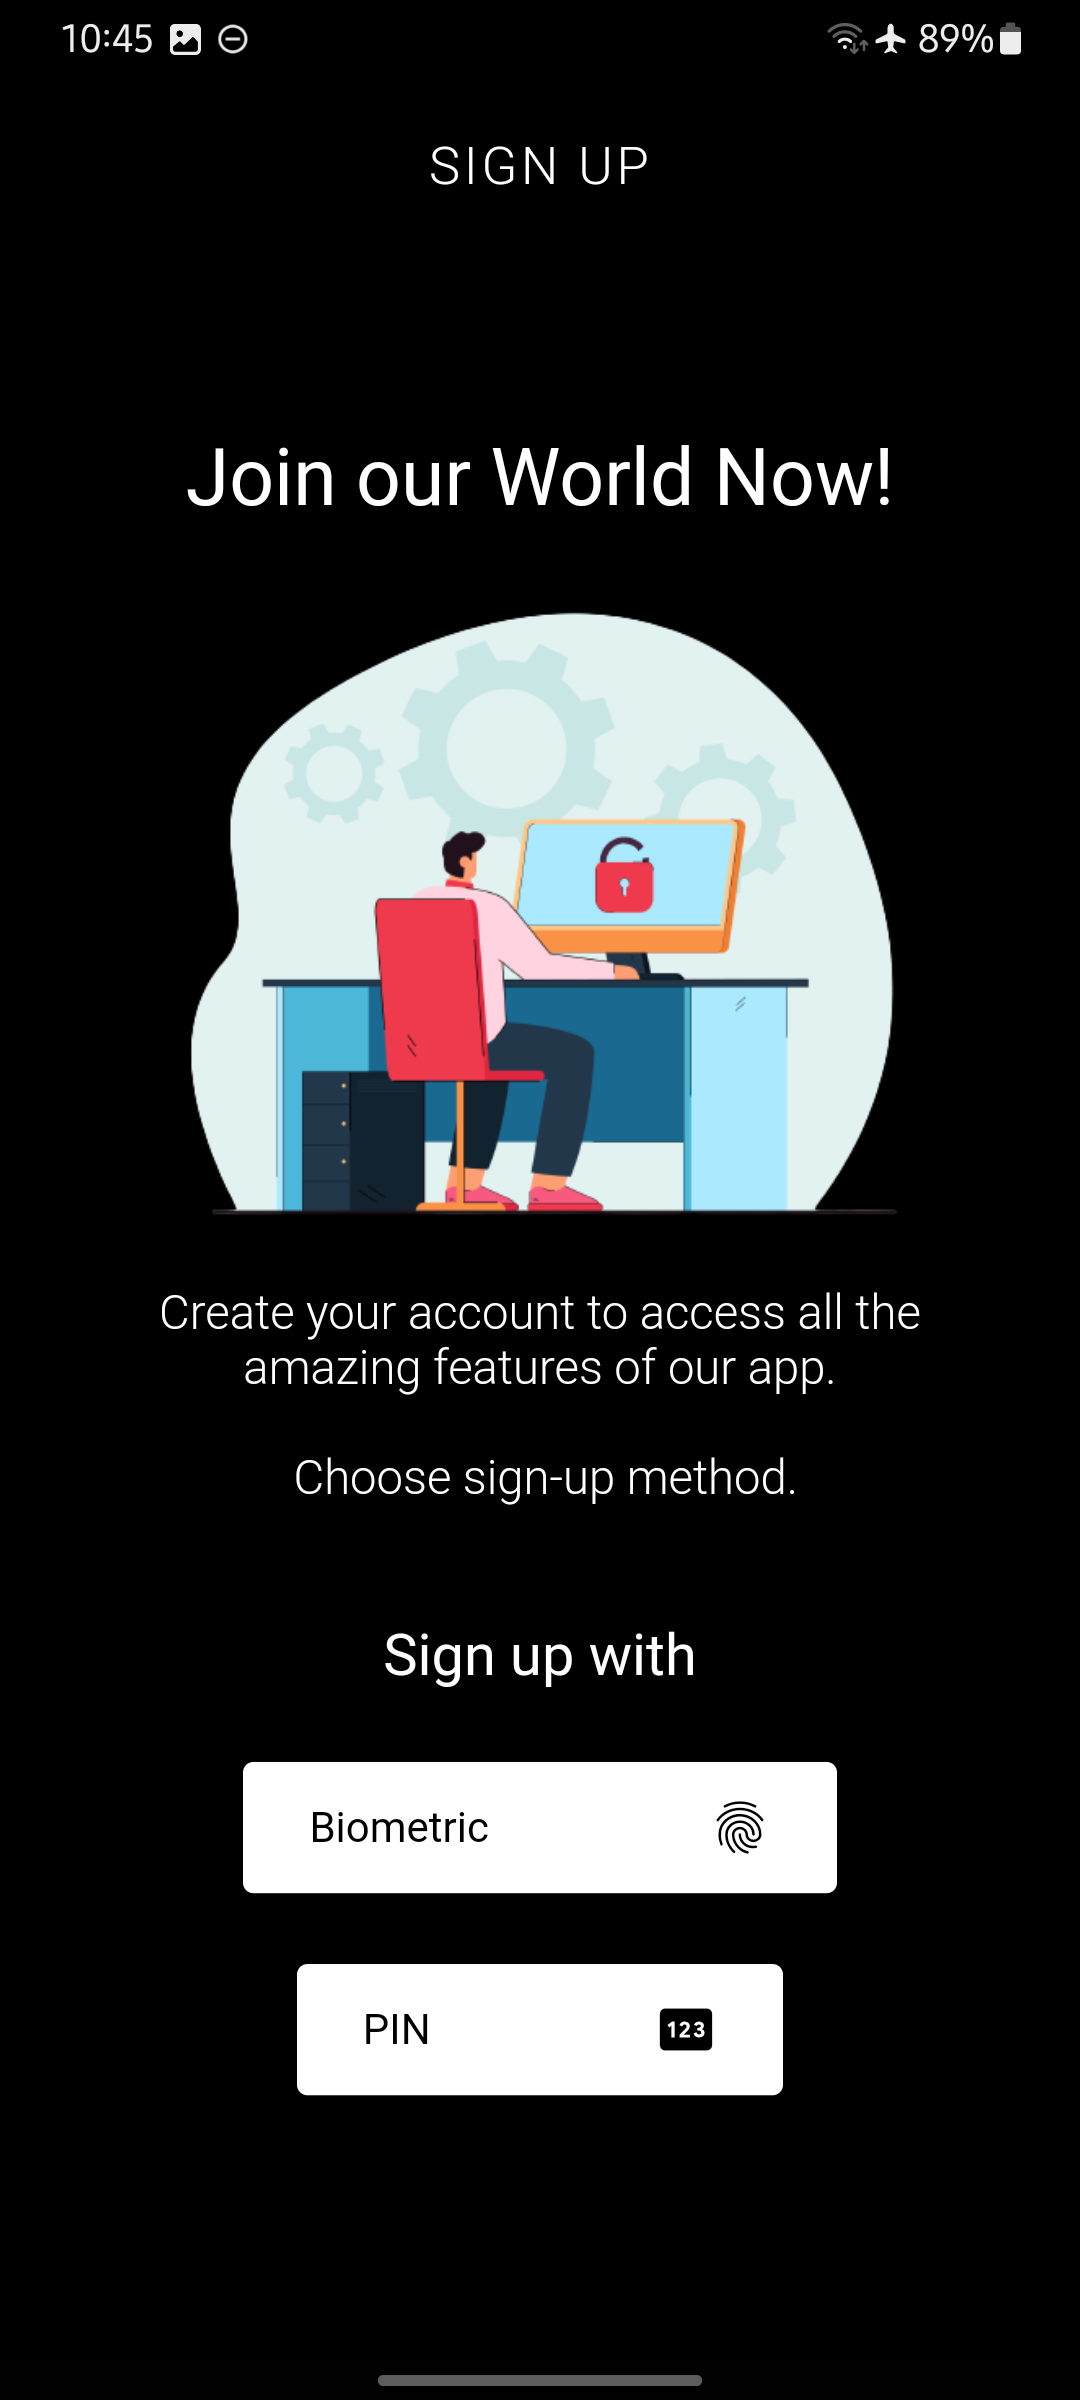 10:45 89%
SIGN UP
Join our World Now!
Create your account to access all the
amazing features of our app.
Choose sign-up method.
Sign up with
Biometric
PIN 123